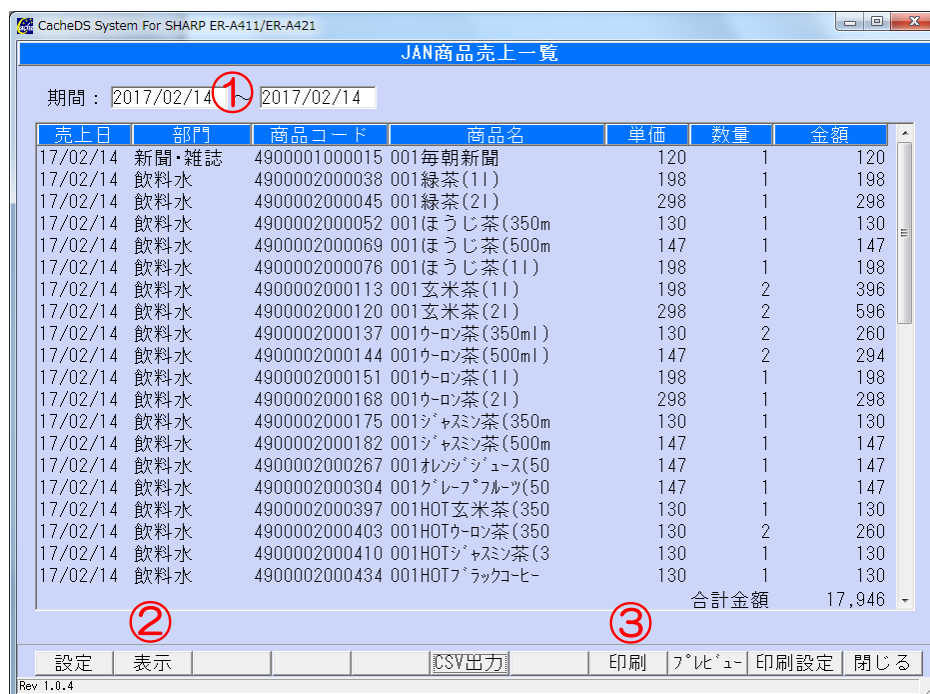 CacheDS System For SHARP ER-A411/ER-A421
JAN商品売上一覧
①
期間： 2017/02/14 ～ 2017/02/14
売上日 部門 商品コード 商品名 単価 数量 金額
17/02/14 新聞・雑誌 4900001000015 001毎朝新聞 120 1 120
17/02/14 飲料水 4900002000038 001緑茶(1l) 198 1 198
17/02/14 飲料水 4900002000045 001緑茶(2l) 298 1 298
17/02/14 飲料水 4900002000052 001ほうじ茶(350m 130 1 130
17/02/14 飲料水 4900002000069 001ほうじ茶(500m 147 1 147
17/02/14 飲料水 4900002000076 001ほうじ茶(1l) 198 1 198
17/02/14 飲料水 4900002000113 001玄米茶(1l) 198 2 396
17/02/14 飲料水 4900002000120 001玄米茶(2l) 298 2 596
17/02/14 飲料水 4900002000137 001ｳｰﾛﾝ茶(350ml) 130 2 260
17/02/14 飲料水 4900002000144 001ｳｰﾛﾝ茶(500ml) 147 2 294
17/02/14 飲料水 4900002000151 001ｳｰﾛﾝ茶(1l) 198 1 198
17/02/14 飲料水 4900002000168 001ｳｰﾛﾝ茶(2l) 298 1 298
17/02/14 飲料水 4900002000175 001ｼﾞｬｽﾐﾝ茶(350m 130 1 130
17/02/14 飲料水 4900002000182 001ｼﾞｬｽﾐﾝ茶(500m 147 1 147
17/02/14 飲料水 4900002000267 001ｵﾚﾝｼﾞｼﾞｭｰｽ(50 147 1 147
17/02/14 飲料水 4900002000304 001ｸﾞﾚｰﾌﾟﾌﾙｰﾂ(50 147 1 147
17/02/14 飲料水 4900002000397 001HOT玄米茶(350 130 1 130
17/02/14 飲料水 4900002000403 001HOTｳｰﾛﾝ茶(350 130 2 260
17/02/14 飲料水 4900002000410 001HOTｼﾞｬｽﾐﾝ茶(3 130 1 130
17/02/14 飲料水 4900002000434 001HOTﾌﾞﾗｯｸｺｰﾋｰ 130 1 130
合計金額 17,946
② ③
設定 表示 CSV出力 印刷 ﾌﾟﾚﾋﾞｭｰ 印刷設定 閉じる
Rev 1.0.4